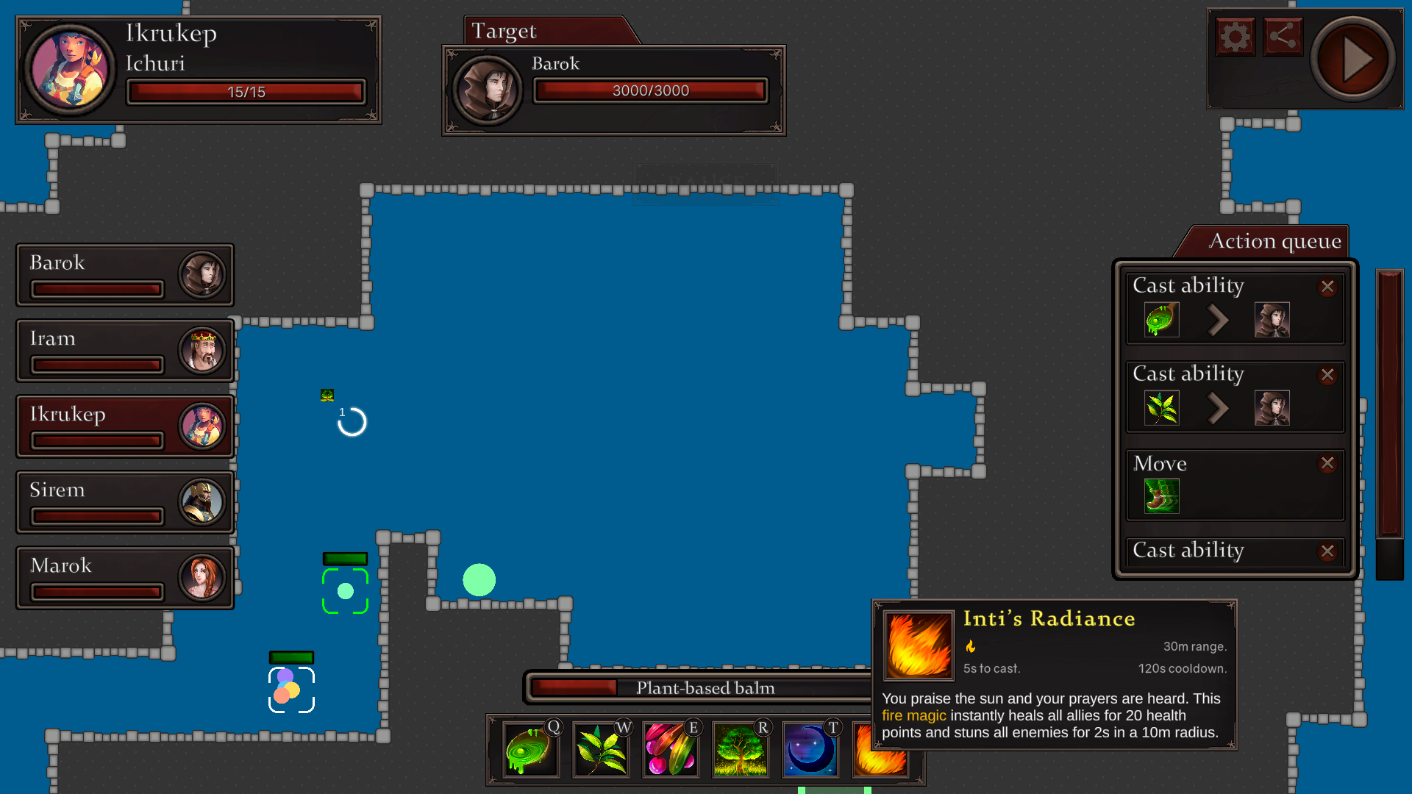 Ikrukep
Ichuri
15/15
Target
Barok
3000/3000
Barok
Iram
Ikrukep
Sirem
Marok
1
Action queue
Cast ability
Cast ability
Move
Cast ability
Inti's Radiance
30m range.
5s to cast.
120s cooldown.
You praise the sun and your prayers are heard. This
fire magic instantly heals all allies for 20 health
points and stuns all enemies for 2s in a 10m radius.
Plant-based balm
Q
W
E
R
T